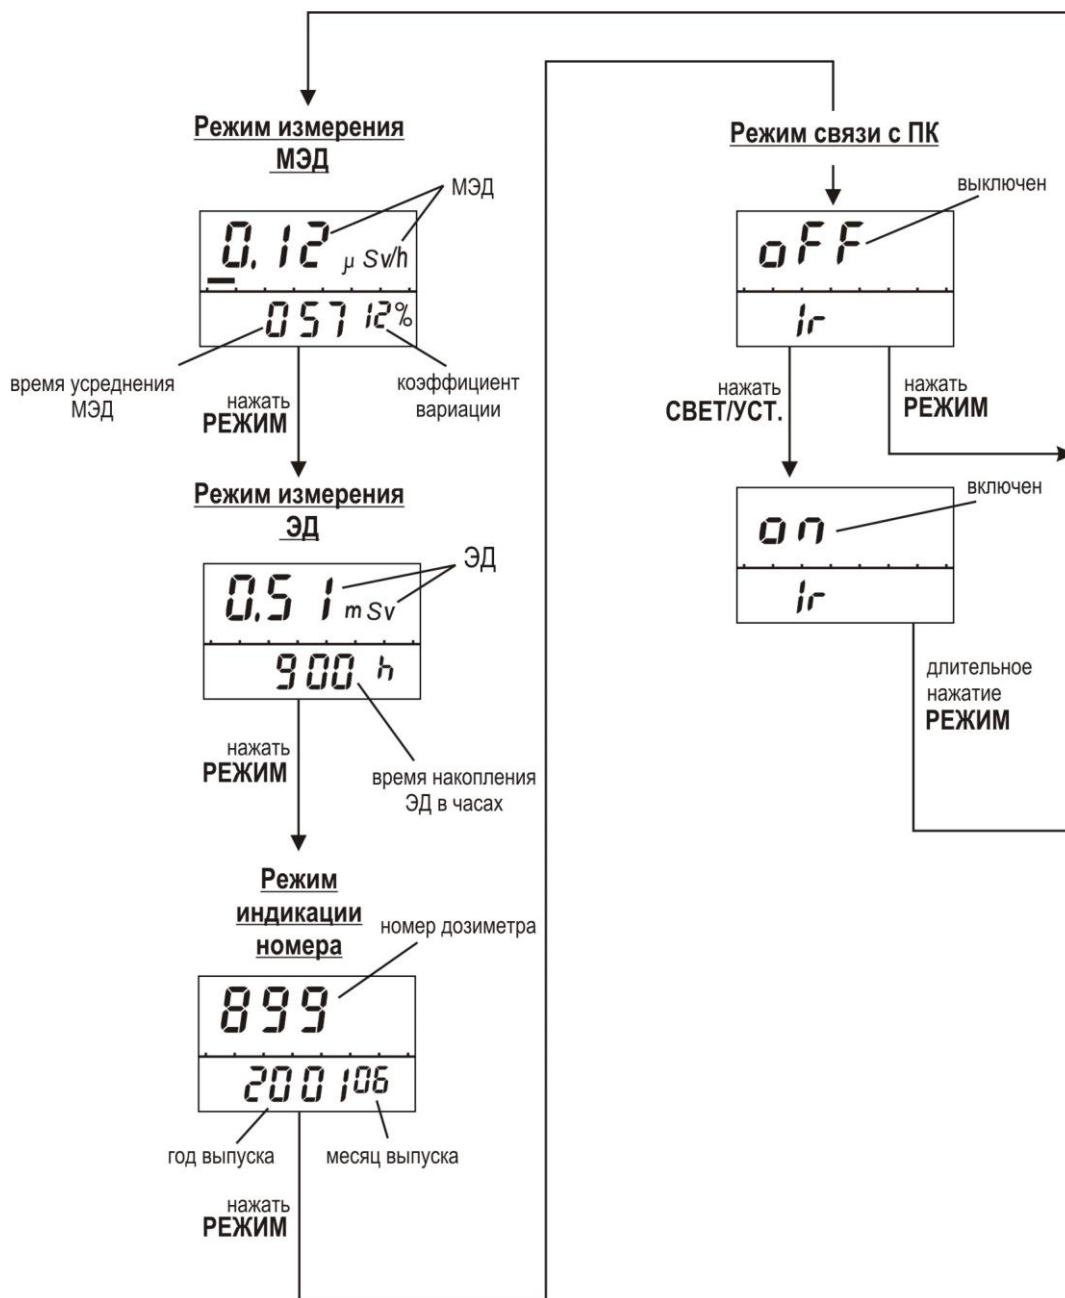 Режим измерения
МЭД
МЭД
0.12 μ Sv/h
057 12%
время усреднения
МЭД
коэффициент
вариации
нажать
РЕЖИМ
Режим измерения
ЭД
ЭД
0.51 mSv
900 h
нажать
РЕЖИМ
время накопления
ЭД в часах
Режим
индикации
номера
номер дозиметра
899
2001 06
год выпуска
месяц выпуска
нажать
РЕЖИМ
Режим связи с ПК
выключен
oFF
Ir
нажать
СВЕТ/УСТ.
нажать
РЕЖИМ
включен
on
Ir
длительное
нажатие
РЕЖИМ